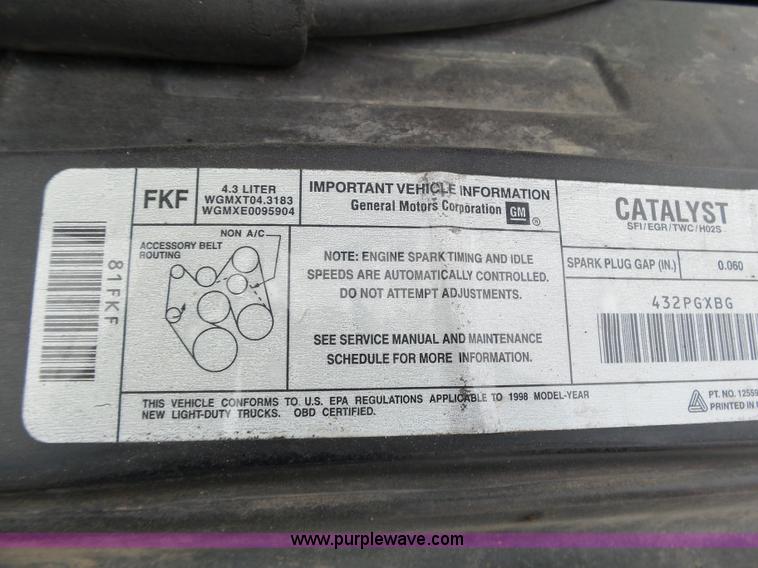 81FKF
FKF
4.3 LITER
WGMXT04.3183
WGMXE0095904
NON A/C
ACCESSORY BELT
ROUTING
IMPORTANT VEHICLE INFORMATION
General Motors Corporation GM ®
NOTE: ENGINE SPARK TIMING AND IDLE
SPEEDS ARE AUTOMATICALLY CONTROLLED.
DO NOT ATTEMPT ADJUSTMENTS.
SEE SERVICE MANUAL AND MAINTENANCE
SCHEDULE FOR MORE INFORMATION.
CATALYST
SFI/EGR/TWC/HO2S
SPARK PLUG GAP (IN.) 0.060
432PGXBG
THIS VEHICLE CONFORMS TO U.S. EPA REGULATIONS APPLICABLE TO 1998 MODEL-YEAR
NEW LIGHT-DUTY TRUCKS. OBD CERTIFIED.
PT. NO. 12559
PRINTED IN
www.purplewave.com